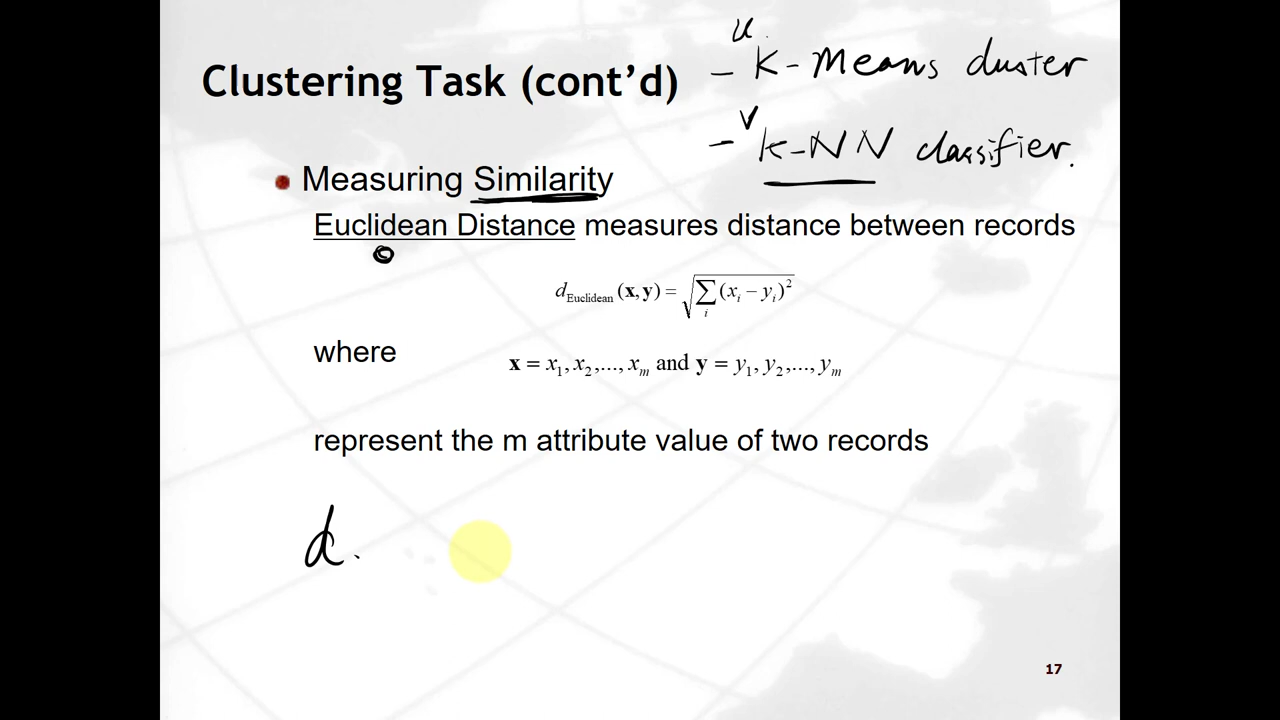 u.
Clustering Task (cont’d)
- K-Means cluster
v
- k-NN classifier.
Measuring Similarity
Euclidean Distance measures distance between records
d_Euclidean (x,y) = √∑_i (x_i − y_i)^2
where
x = x_1, x_2,..., x_m and y = y_1, y_2,..., y_m
represent the m attribute value of two records
d.
17